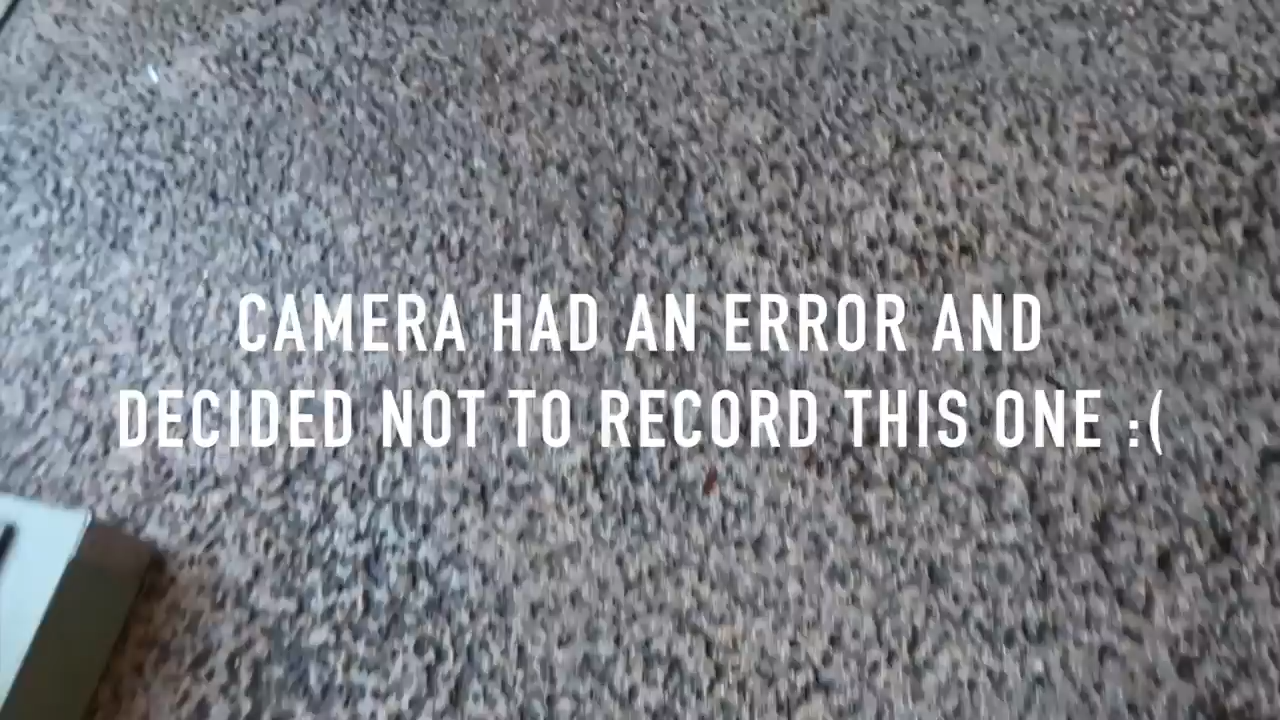 CAMERA HAD AN ERROR AND
DECIDED NOT TO RECORD THIS ONE :(